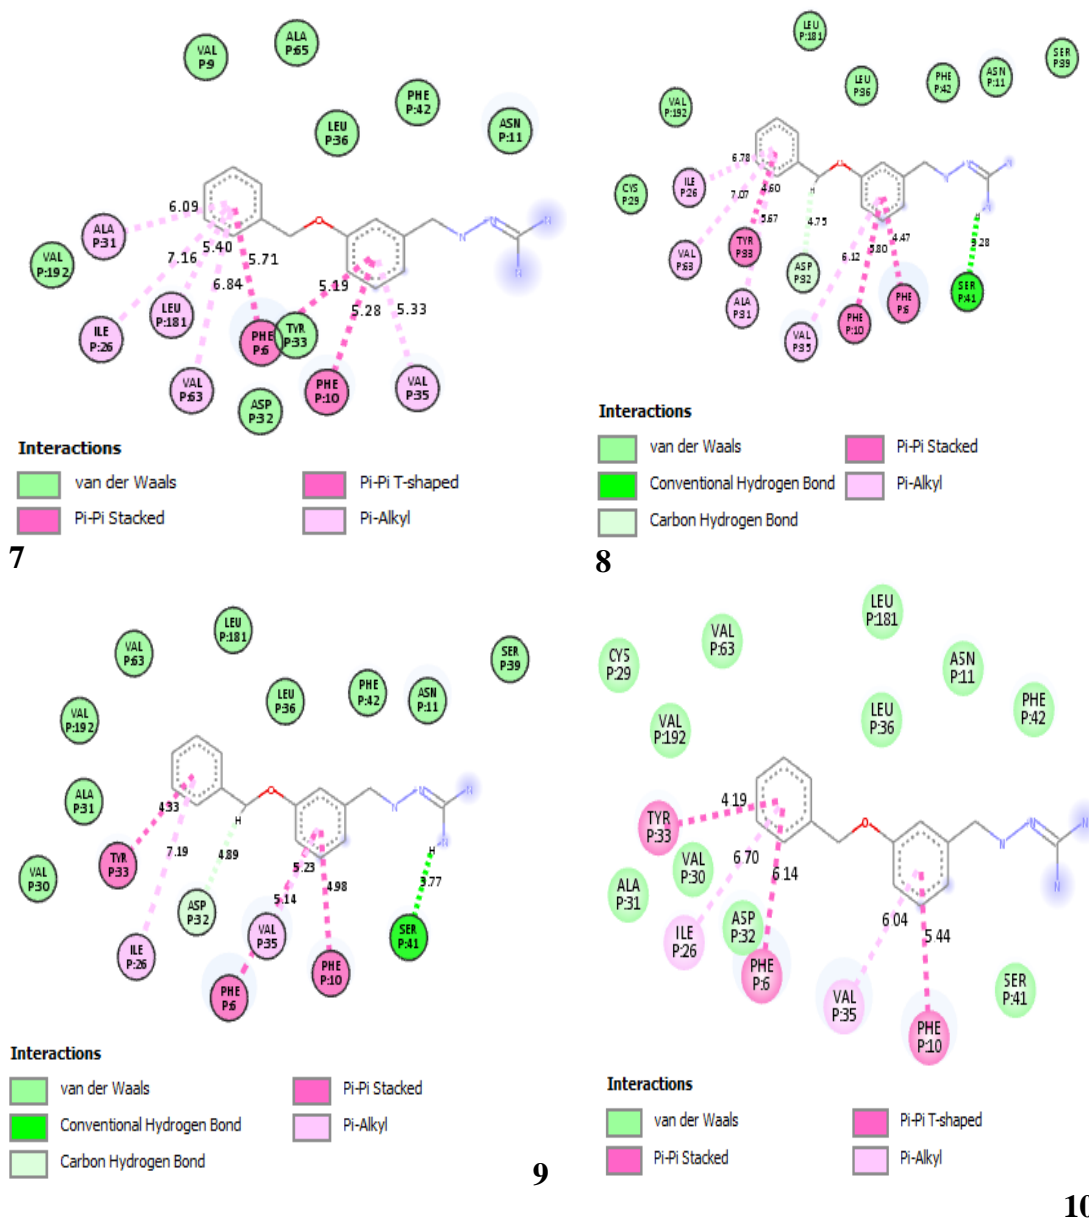 VAL
P:9
ALA
P:65
PHE
P:42
LEU
P:36
ASN
P:11
ALA
P:31
VAL
P:192
ILE
P:26
LEU
P:181
VAL
P:63
PHE
P:6
TYR
P:33
ASP
P:32
PHE
P:10
VAL
P:35
6.09
7.16
5.40
6.84
5.71
5.19
5.28
5.33
O
N
N
N
N
Interactions
van der Waals
Pi-Pi Stacked
Pi-Pi T-shaped
Pi-Alkyl
7
LEU
P:181
SER
P:39
LEU
P:36
PHE
P:42
ASN
P:11
VAL
P:192
CYS
P:29
ILE
P:26
VAL
P:63
TYR
P:33
ALA
P:31
ASP
P:32
VAL
P:35
PHE
P:10
PHE
P:6
SER
P:41
6.78
7.07
4.60
5.67
4.75
6.12
5.80
4.47
O
H
N
N
N
N
H
Interactions
van der Waals
Conventional Hydrogen Bond
Carbon Hydrogen Bond
Pi-Pi Stacked
Pi-Alkyl
8
LEU
P:181
VAL
P:63
SER
P:39
LEU
P:36
PHE
P:42
ASN
P:11
VAL
P:192
ALA
P:31
VAL
P:30
TYR
P:33
ILE
P:26
ASP
P:32
VAL
P:35
PHE
P:6
PHE
P:10
SER
P:41
4.33
7.19
4.89
5.23
5.14
4.98
3.77
O
H
N
N
N
N
H
Interactions
van der Waals
Conventional Hydrogen Bond
Carbon Hydrogen Bond
Pi-Pi Stacked
Pi-Alkyl
9
LEU
P:181
VAL
P:63
CYS
P:29
ASN
P:11
PHE
P:42
LEU
P:36
VAL
P:192
TYR
P:33
VAL
P:30
ALA
P:31
ILE
P:26
ASP
P:32
PHE
P:6
VAL
P:35
PHE
P:10
SER
P:41
4.19
6.70
6.14
6.04
5.44
O
N
N
N
N
Interactions
van der Waals
Pi-Pi Stacked
Pi-Pi T-shaped
Pi-Alkyl
10